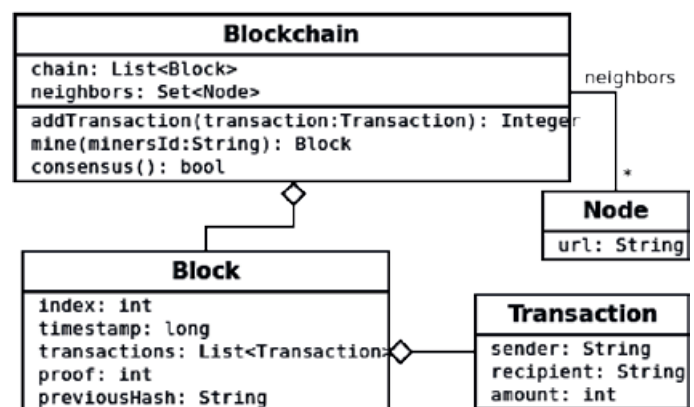 Blockchain
chain: List<Block>
neighbors: Set<Node>
addTransaction(transaction:Transaction): Integer
mine(minersId:String): Block
consensus(): bool
neighbors
*
Node
url: String
Block
index: int
timestamp: long
transactions: List<Transaction>
proof: int
previousHash: String
Transaction
sender: String
recipient: String
amount: int